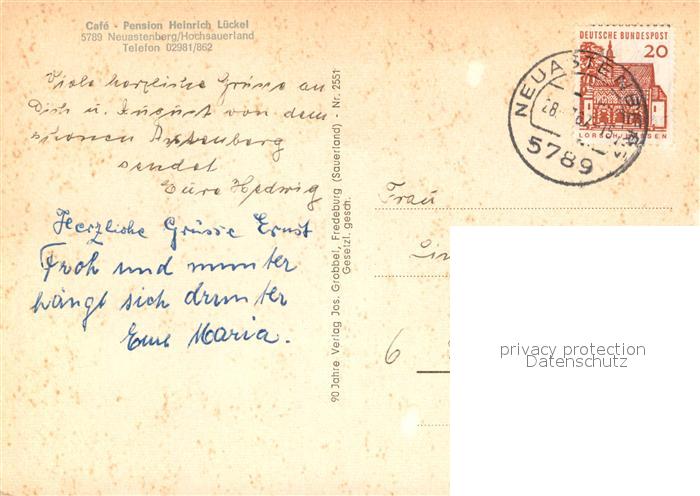 Café - Pension Heinrich Lückel
5789 Neuastenberg/Hochsauerland
Telefon 02981/862
Viele herzliche Grüsse an
Dich u. August von dem
schönen Astenberg
sendet
Eure Hedwig
Herzliche Grüsse Ernst
Froh und munter
hängt sich drunter
Eure Maria.
90 Jahre Verlag Jos. Grobbel, Fredeburg (Sauerland) - Nr. 2551
Gesetzl. gesch.
DEUTSCHE BUNDESPOST
20
LORSCH HESSEN
NEUASTENBERG
5789
Frau
6
privacy protection
Datenschutz